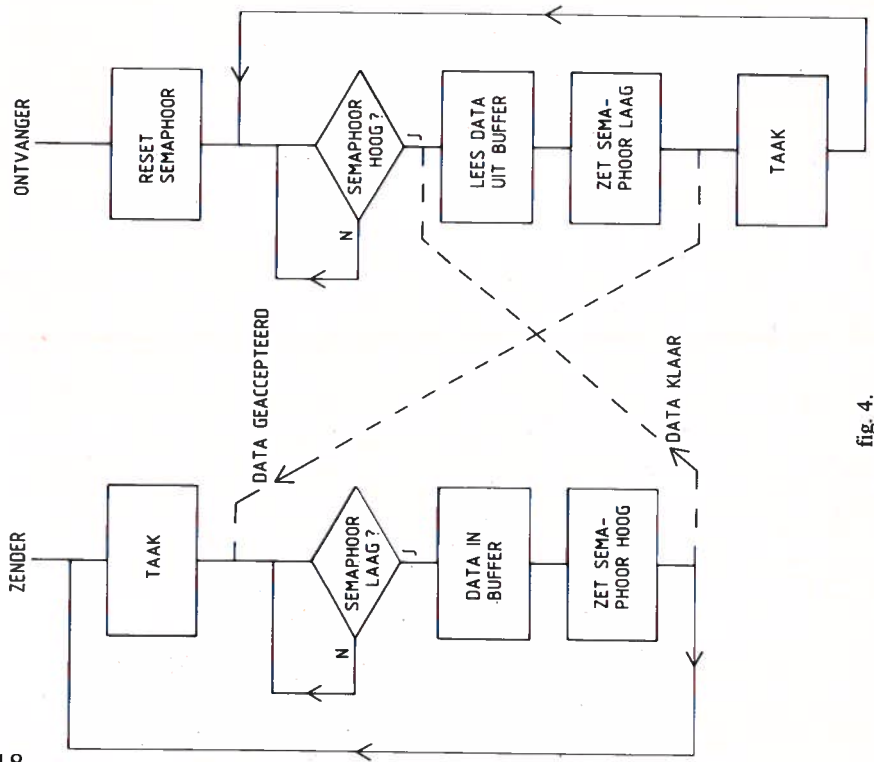 ZENDER
TAAK
DATA GEACCEPTEERD
SEMAPHOOR
LAAG ?
N
J
DATA IN
BUFFER
ZET SEMA-
PHOOR HOOG
DATA KLAAR
ONTVANGER
RESET
SEMAPHOOR
SEMAPHOOR
HOOG ?
N
J
LEES DATA
UIT BUFFER
ZET SEMA-
PHOOR LAAG
TAAK
fig. 4.